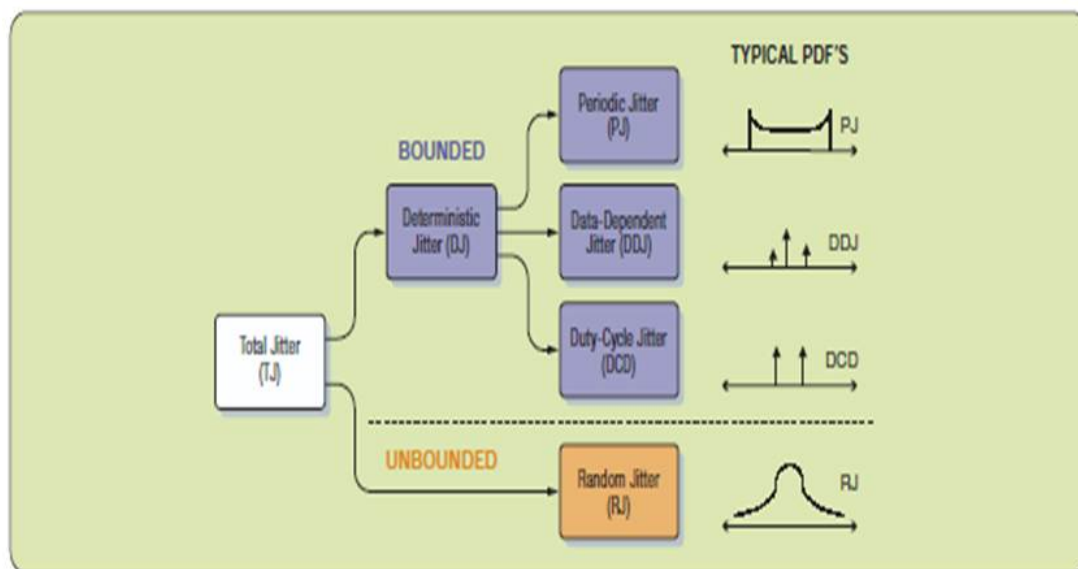 TYPICAL PDF'S
Periodic Jitter
(PJ)
PJ
BOUNDED
Deterministic
Jitter (DJ)
Data-Dependent
Jitter (DDJ)
DDJ
Total Jitter
(TJ)
Duty-Cycle Jitter
(DCD)
DCD
UNBOUNDED
Random Jitter
(RJ)
RJ